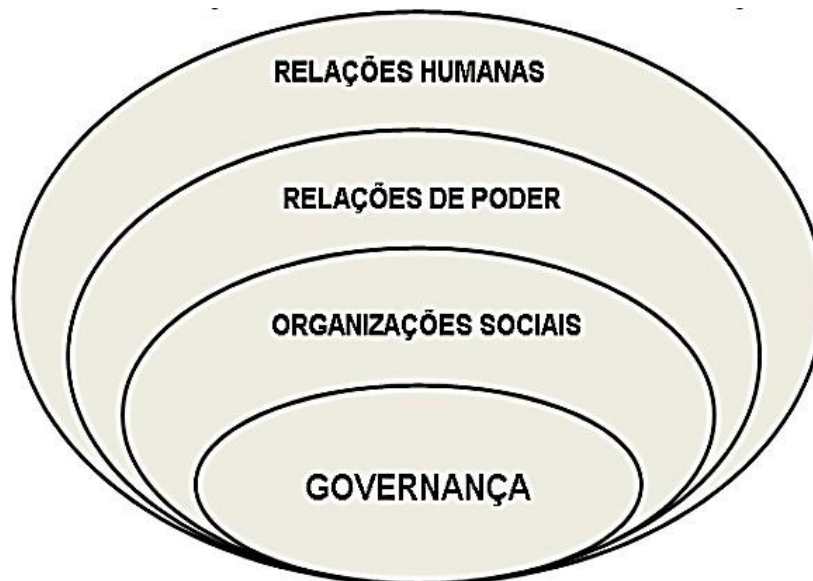 RELAÇÕES HUMANAS
RELAÇÕES DE PODER
ORGANIZAÇÕES SOCIAIS
GOVERNANÇA